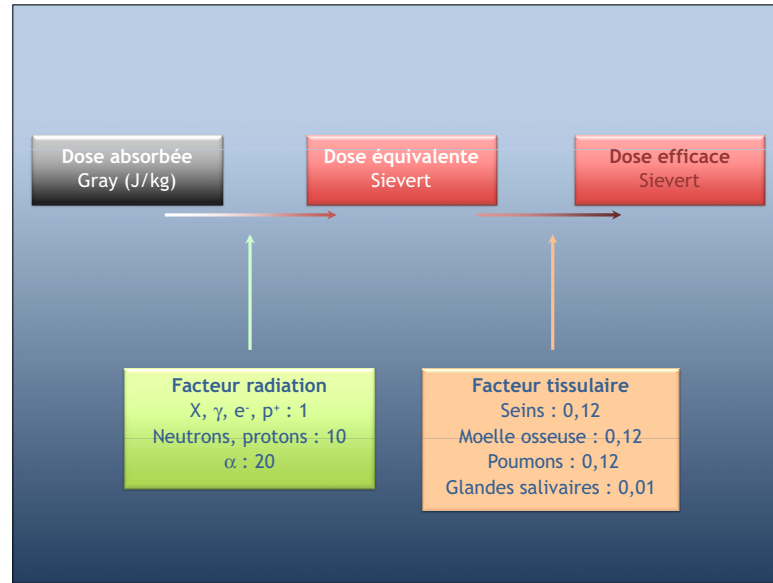 Dose absorbée
Gray (J/kg)
Dose équivalente
Sievert
Dose efficace
Sievert
Facteur radiation
X, γ, e⁻, p⁺ : 1
Neutrons, protons : 10
α : 20
Facteur tissulaire
Seins : 0,12
Moelle osseuse : 0,12
Poumons : 0,12
Glandes salivaires : 0,01